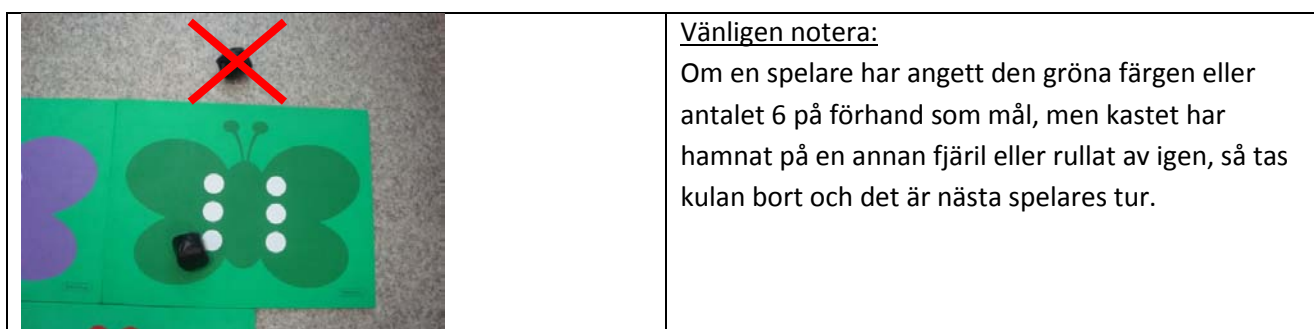 Vänligen notera:
Om en spelare har angett den gröna färgen eller
antalet 6 på förhand som mål, men kastet har
hamnat på en annan fjäril eller rullat av igen, så tas
kulan bort och det är nästa spelares tur.